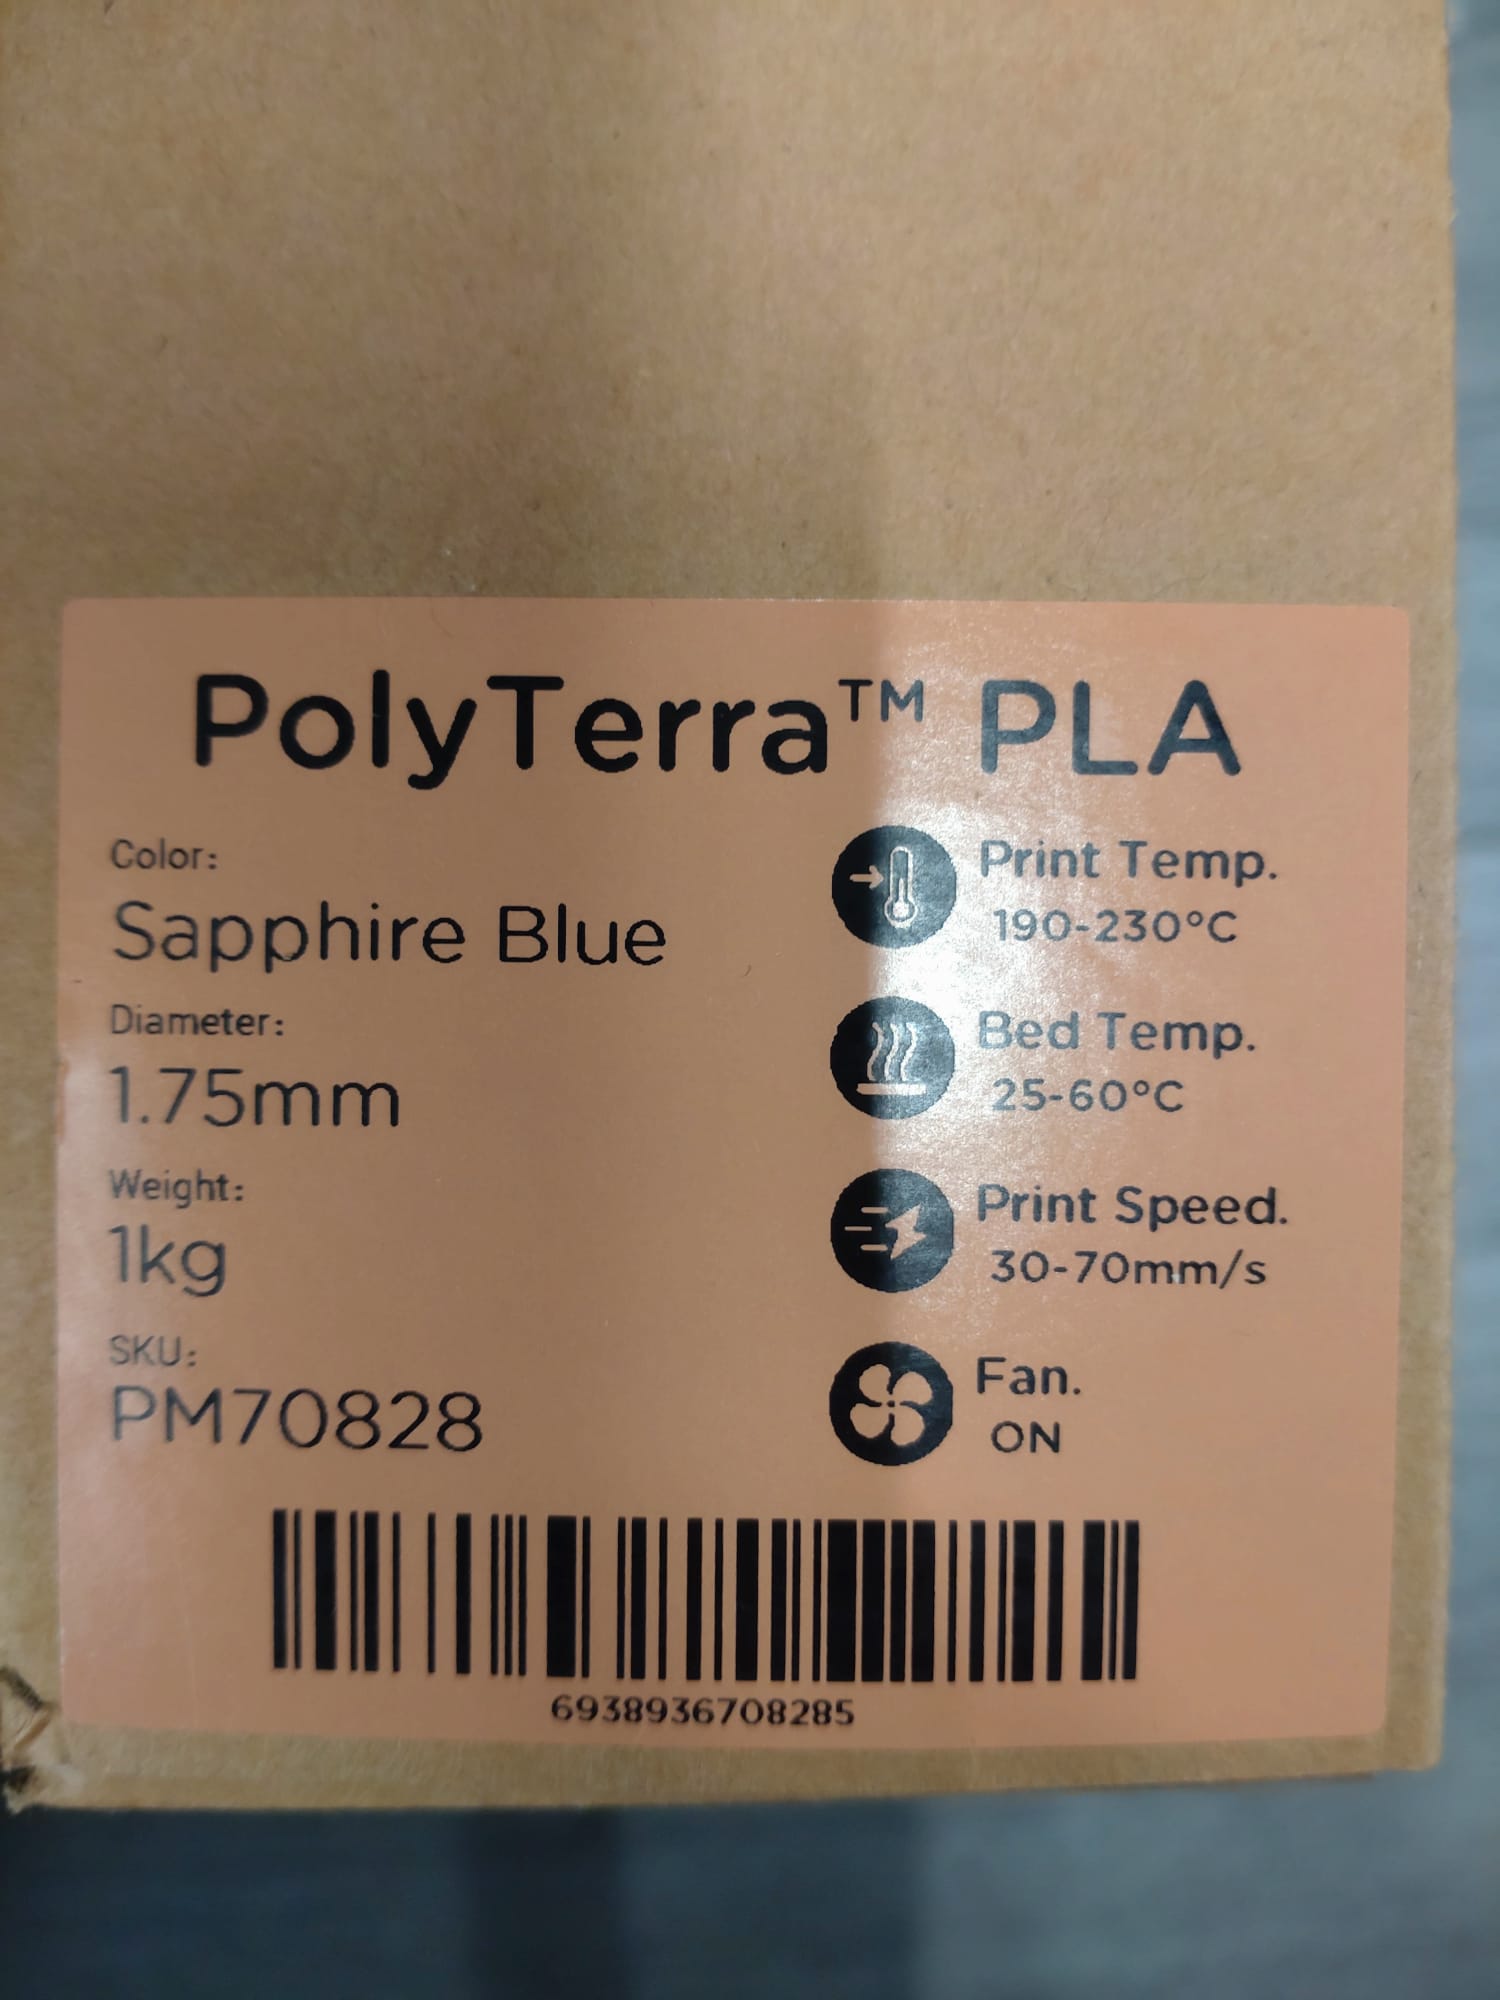 PolyTerra™ PLA
Color:
Sapphire Blue
Diameter:
1.75mm
Weight:
1kg
SKU:
PM70828
Print Temp.
190-230°C
Bed Temp.
25-60°C
Print Speed.
30-70mm/s
Fan.
ON
6938936708285